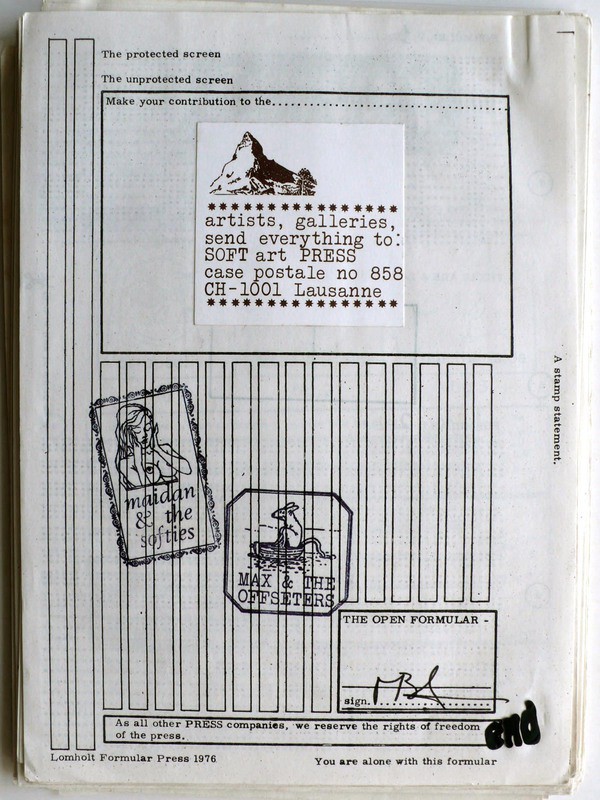 The protected screen
The unprotected screen
Make your contribution to the
artists, galleries,
send everything to:
SOFT art PRESS
case postale no 858
CH-1001 Lausanne
A stamp statement.
maidan
& the
softies
MAX & THE
OFFSETERS
THE OPEN FORMULAR -
sign.
As all other PRESS companies, we reserve the rights of freedom
of the press.
end
Lomholt Formular Press 1976
You are alone with this formular